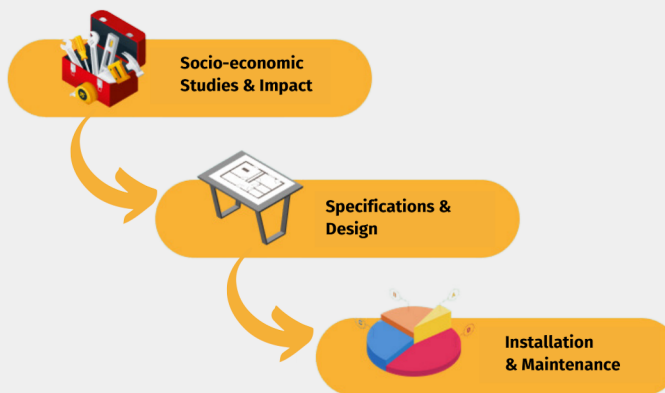 Socio-economic
Studies & Impact
Specifications &
Design
Installation
& Maintenance